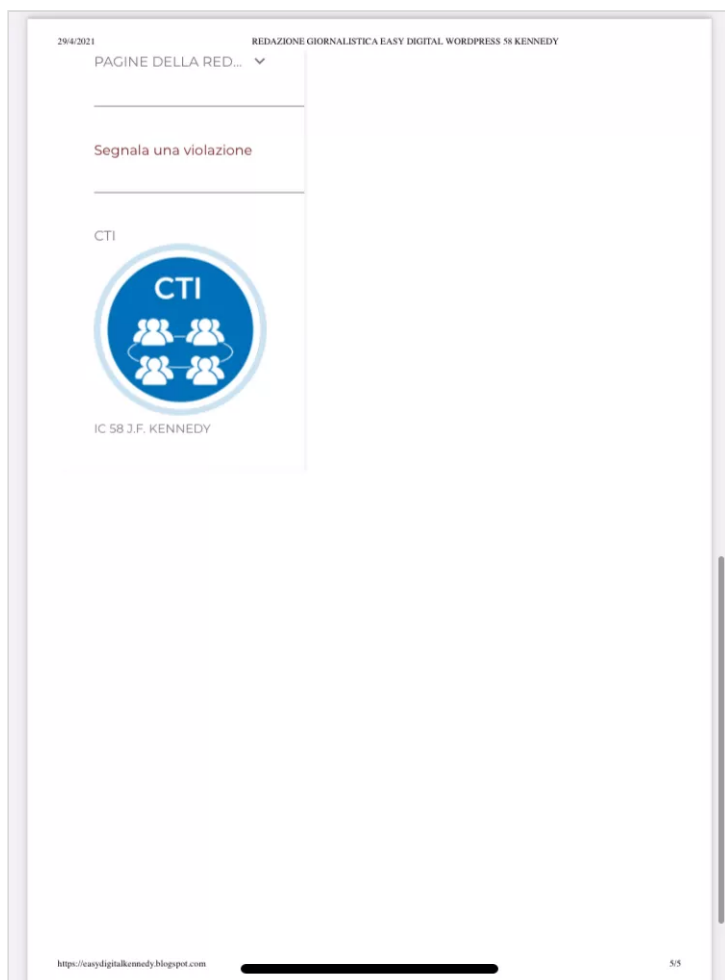 29/4/2021
REDAZIONE GIORNALISTICA EASY DIGITAL WORDPRESS 58 KENNEDY
PAGINE DELLA RED...
Segnala una violazione
CTI
CTI
IC 58 J.F. KENNEDY
https://easydigitalkennedy.blogspot.com
5/5